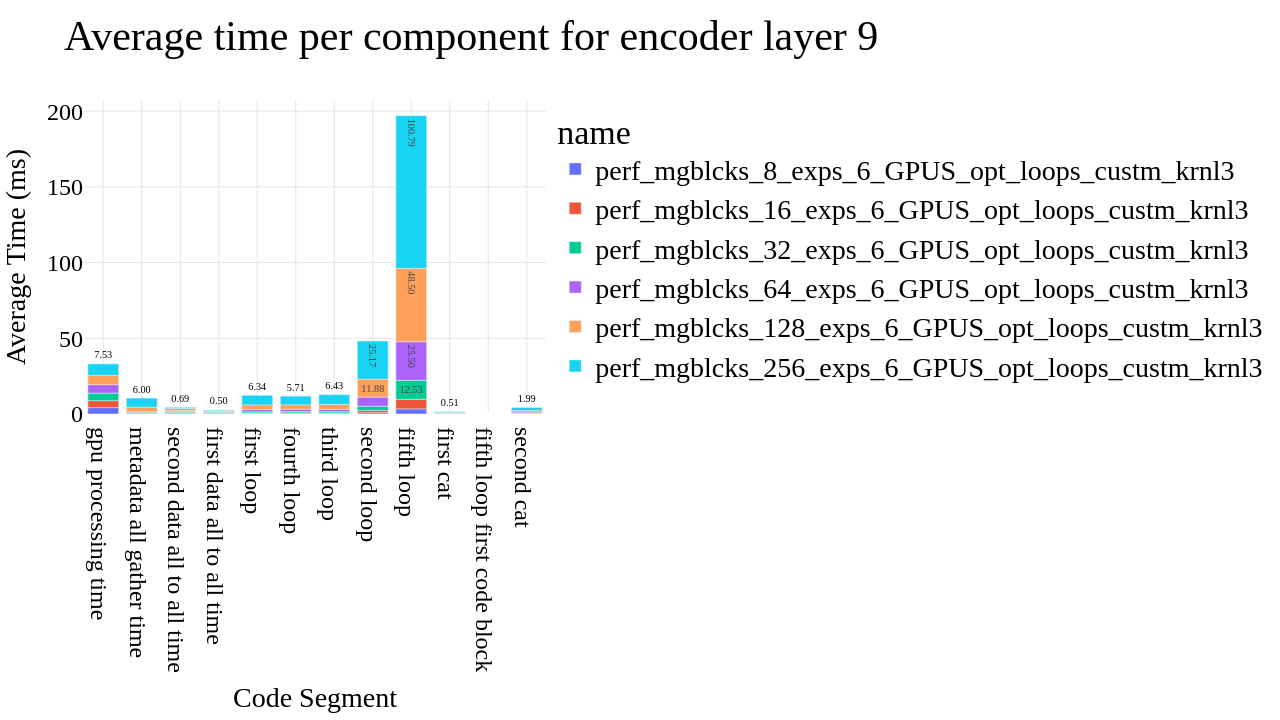 Average time per component for encoder layer 9
Average Time (ms)
200
150
100
50
0
7.53
6.00
0.69
0.50
6.34
5.71
6.43
25.17
11.88
100.79
48.50
25.50
12.53
0.51
1.99
gpu processing time
metadata all gather time
second data all to all time
first data all to all time
first loop
fourth loop
third loop
second loop
fifth loop
first cat
fifth loop first code block
second cat
Code Segment
name
perf_mgblcks_8_exps_6_GPUS_opt_loops_custm_krnl3
perf_mgblcks_16_exps_6_GPUS_opt_loops_custm_krnl3
perf_mgblcks_32_exps_6_GPUS_opt_loops_custm_krnl3
perf_mgblcks_64_exps_6_GPUS_opt_loops_custm_krnl3
perf_mgblcks_128_exps_6_GPUS_opt_loops_custm_krnl3
perf_mgblcks_256_exps_6_GPUS_opt_loops_custm_krnl3